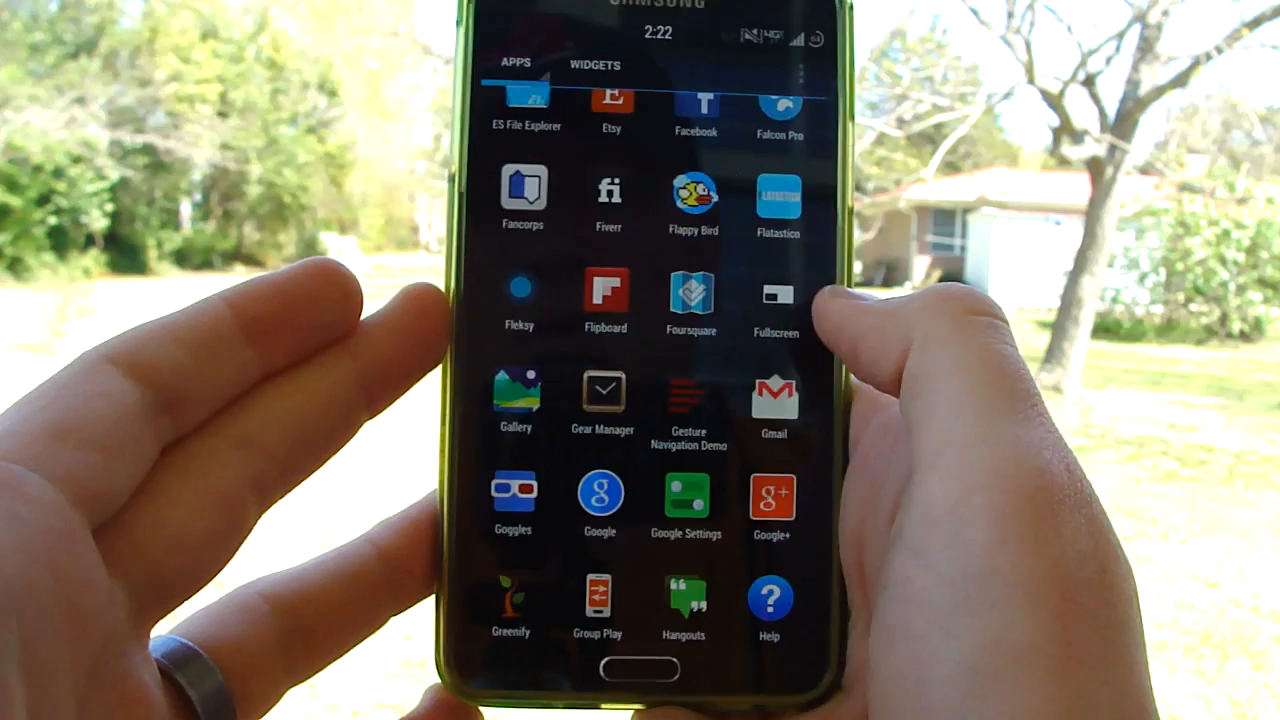 SAMSUNG
2:22
4G
64
APPS WIDGETS
ES File Explorer Etsy Facebook Falcon Pro
Fancorps Fiverr Flappy Bird Flatastico
Fleksy Flipboard Foursquare Fullscreen
Gallery Gear Manager Gesture Navigation Demo Gmail
Goggles Google Google Settings Google+
Greenify Group Play Hangouts Help